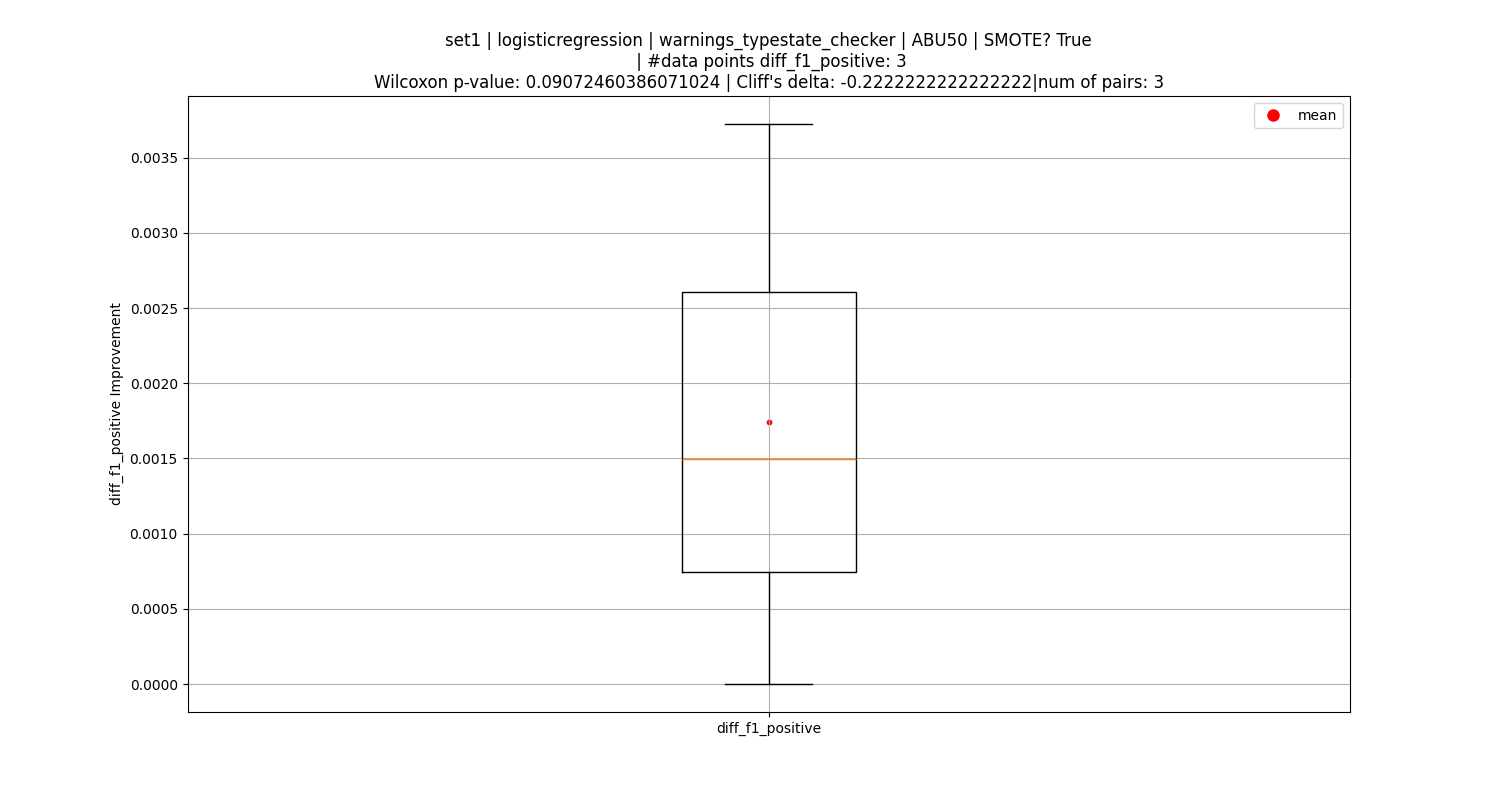 set1 | logisticregression | warnings_typestate_checker | ABU50 | SMOTE? True
| #data points diff_f1_positive: 3
Wilcoxon p-value: 0.09072460386071024 | Cliff's delta: -0.2222222222222222|num of pairs: 3
mean
0.0035
0.0030
0.0025
0.0020
0.0015
0.0010
0.0005
0.0000
diff_f1_positive Improvement
diff_f1_positive